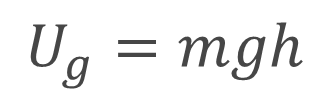 U_g = mgh